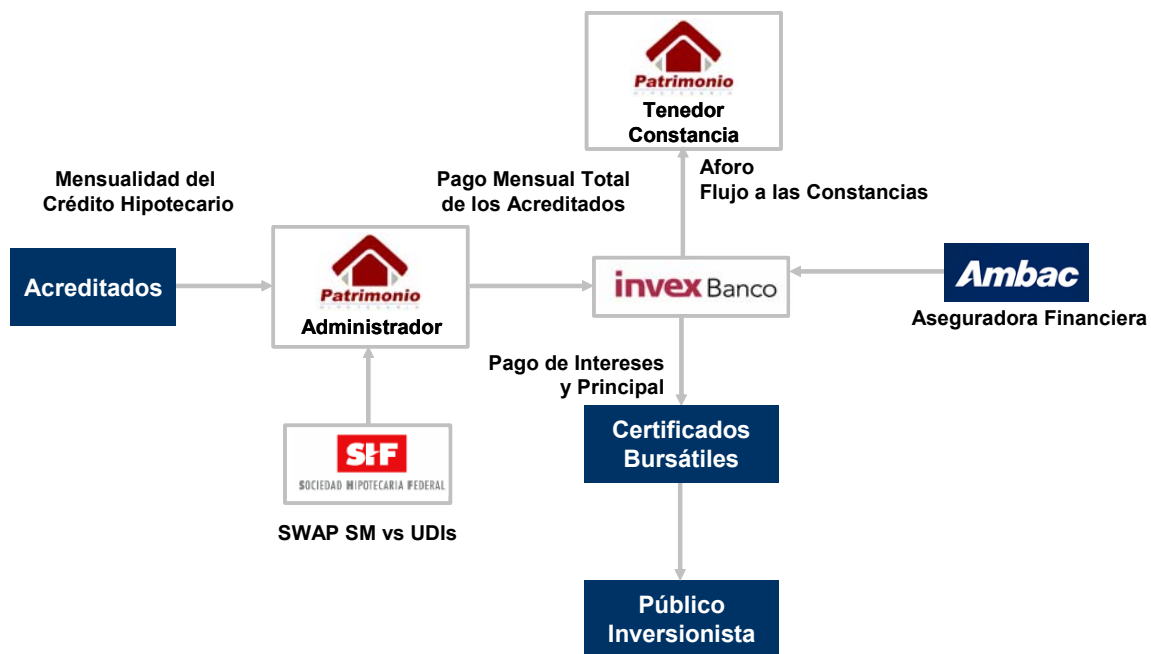 Patrimonio
HIPOTECARIO
Tenedor
Constancia
Mensualidad del
Crédito Hipotecario
Pago Mensual Total
de los Acreditados
Aforo
Flujo a las Constancias
Acreditados
Patrimonio
HIPOTECARIO
Administrador
invex Banco
Ambac
Aseguradora Financiera
Pago de Intereses
y Principal
SHF
SOCIEDAD HIPOTECARIA FEDERAL
SWAP SM vs UDIs
Certificados
Bursátiles
Público
Inversionista